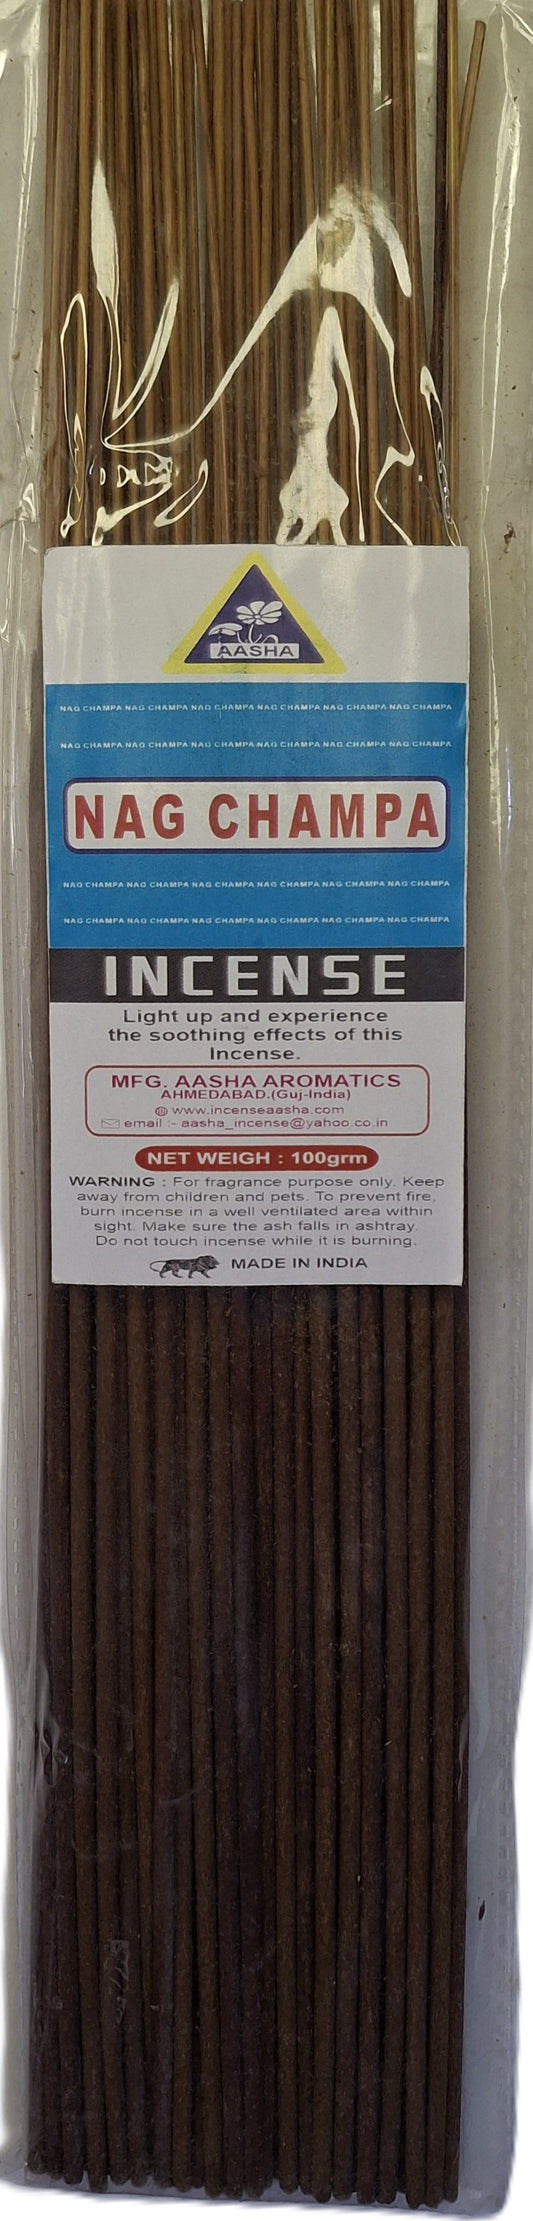 AASHA
NAG CHAMPA NAG CHAMPA NAG CHAMPA NAG CHAMPA NAG CHAMPA NAG CHAMPA
NAG CHAMPA NAG CHAMPA NAG CHAMPA NAG CHAMPA NAG CHAMPA NAG CHAMPA
NAG CHAMPA
NAG CHAMPA NAG CHAMPA NAG CHAMPA NAG CHAMPA NAG CHAMPA NAG CHAMPA
NAG CHAMPA NAG CHAMPA NAG CHAMPA NAG CHAMPA NAG CHAMPA NAG CHAMPA
INCENSE
Light up and experience
the soothing effects of this
Incense.
MFG. AASHA AROMATICS
AHMEDABAD.(Guj-India)
www.incenseaasha.com
email :- aasha_incense@yahoo.co.in
NET WEIGH : 100grm
WARNING : For fragrance purpose only. Keep
away from children and pets. To prevent fire,
burn incense in a well ventilated area within
sight. Make sure the ash falls in ashtray.
Do not touch incense while it is burning.
MADE IN INDIA